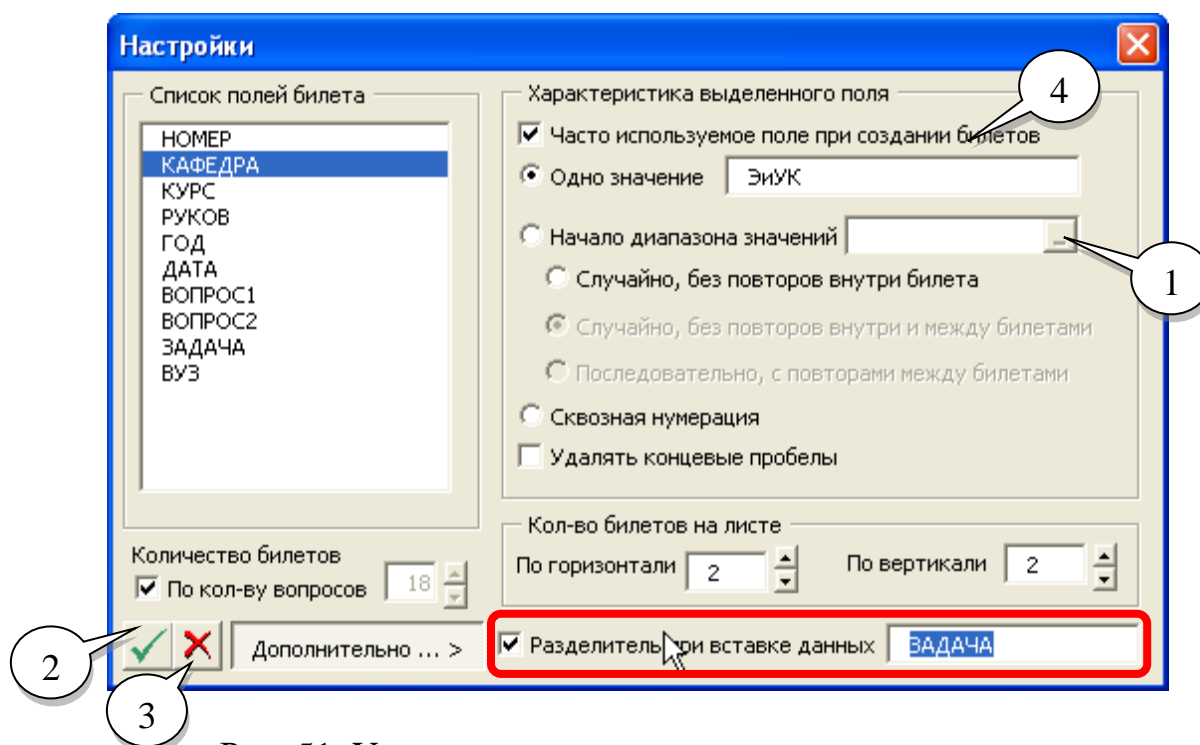 Настройки
Список полей билета
НОМЕР
КАФЕДРА
КУРС
РУКОВ
ГОД
ДАТА
ВОПРОС1
ВОПРОС2
ЗАДАЧА
ВУЗ
Характеристика выделенного поля
4
Часто используемое поле при создании билетов
Одно значение ЭиУК
Начало диапазона значений ...
1
Случайно, без повторов внутри билета
Случайно, без повторов внутри и между билетами
Последовательно, с повторами между билетами
Сквозная нумерация
Удалять концевые пробелы
Количество билетов
По кол-ву вопросов 18
Кол-во билетов на листе
По горизонтали 2 По вертикали 2
2
3
Дополнительно ... >
Разделитель при вставке данных ЗАДАЧА
51